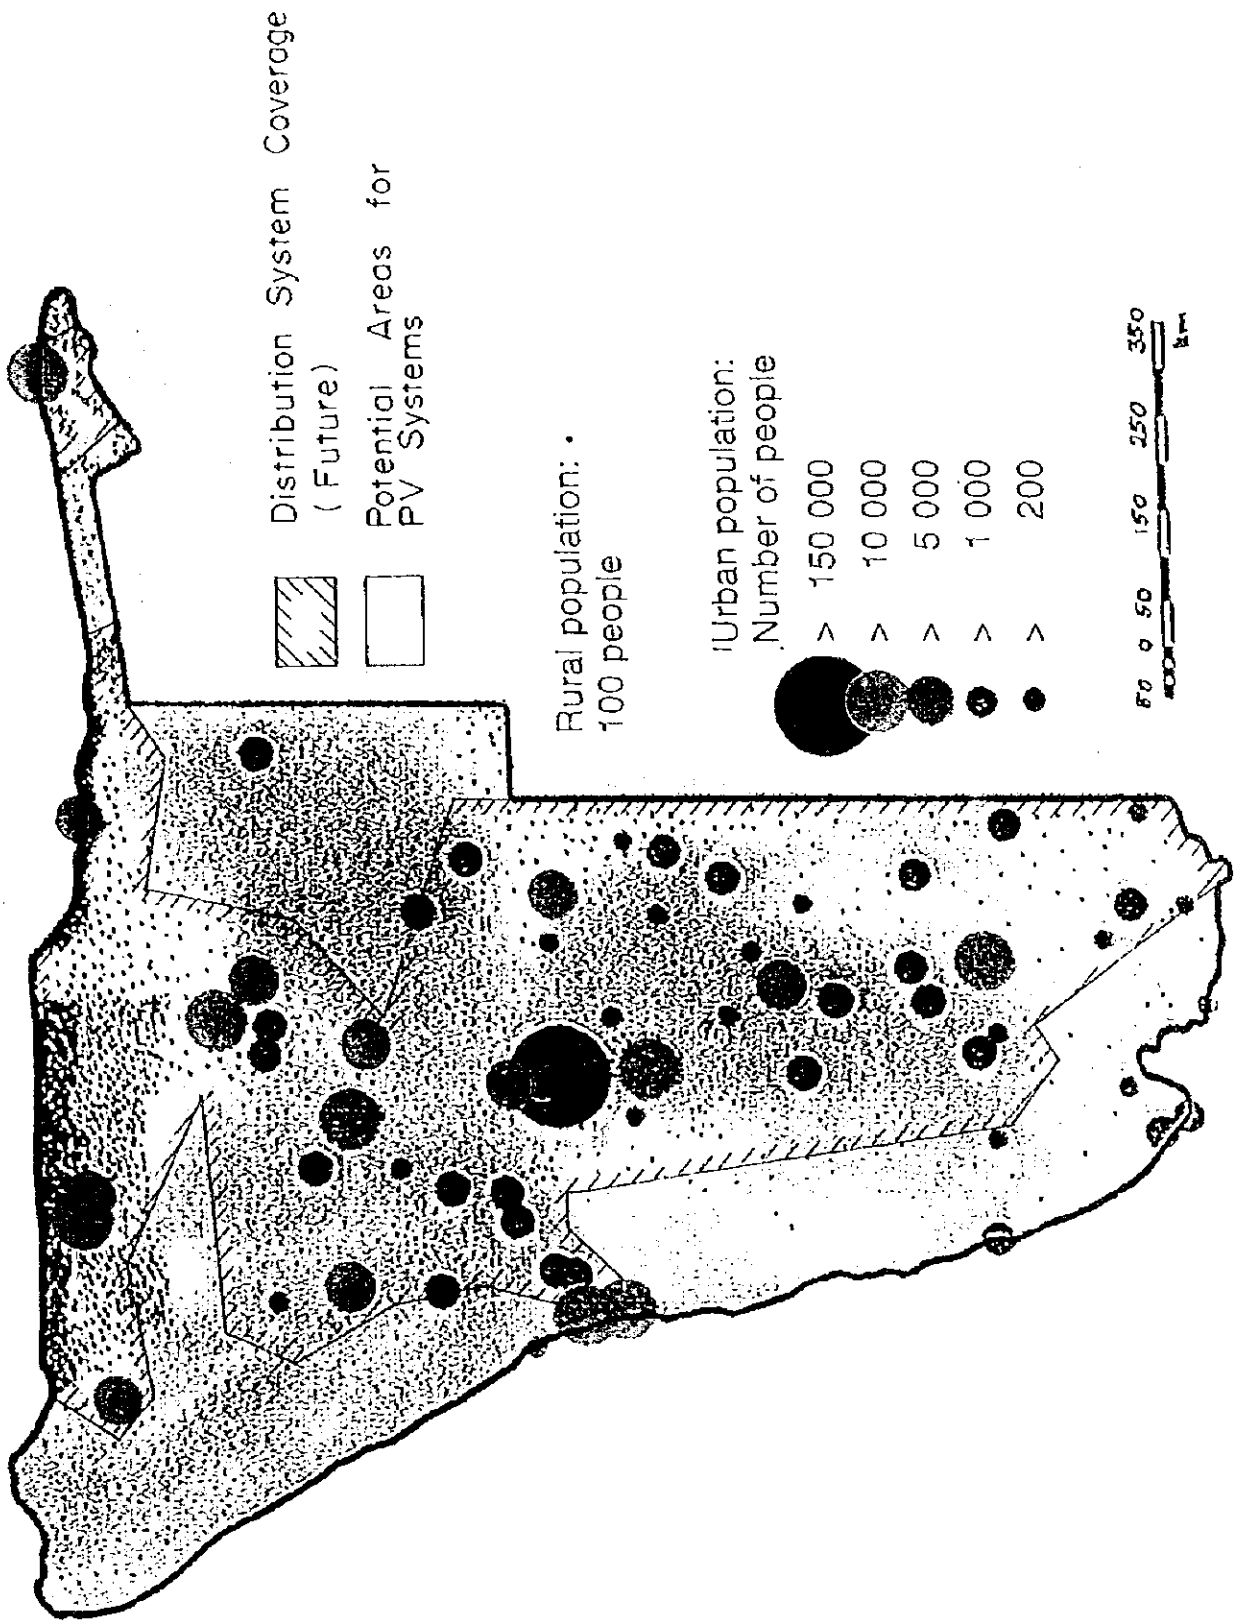 Distribution System Coverage
( Future)
Potential Areas for
PV Systems
Rural population: •
100 people
Urban population:
Number of people
> 150 000
> 10 000
> 5 000
> 1 000
> 200
50 0 50 150 250 350
km